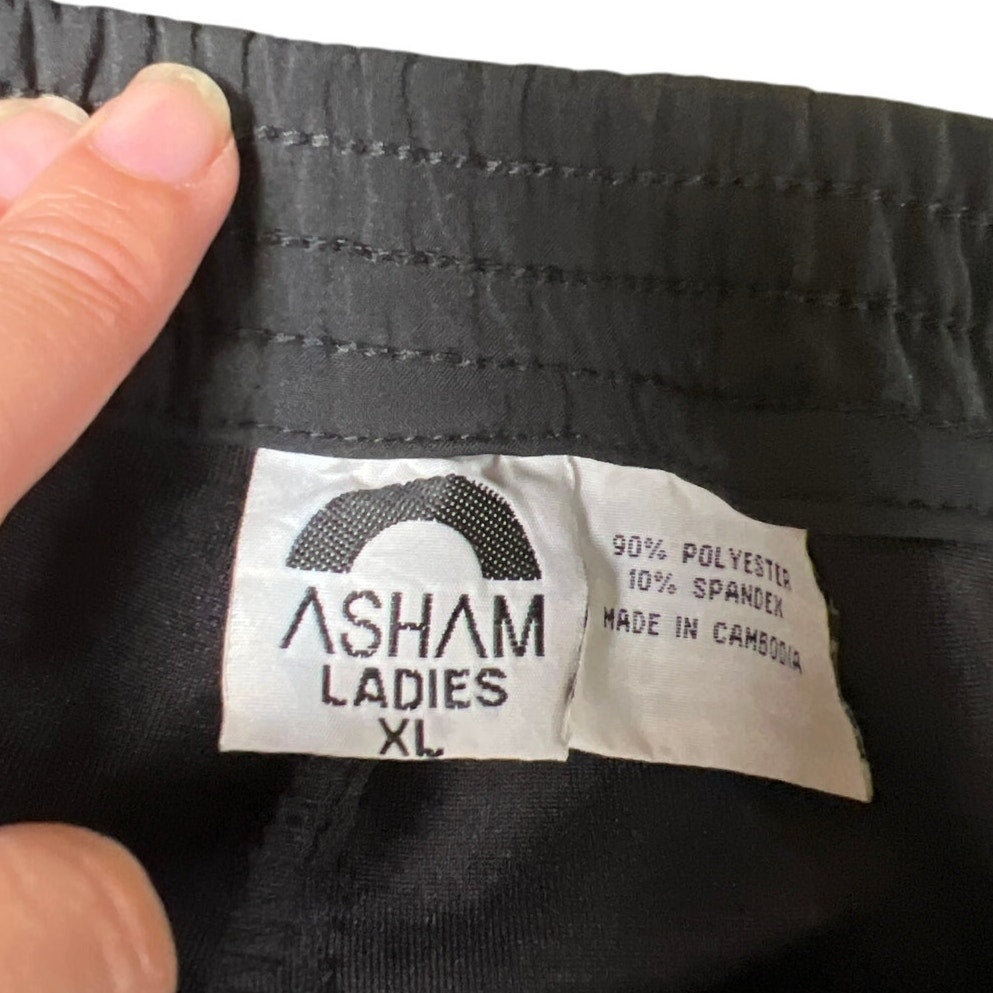 ASHAM
LADIES
XL
90% POLYESTER
10% SPANDEX
MADE IN CAMBODIA